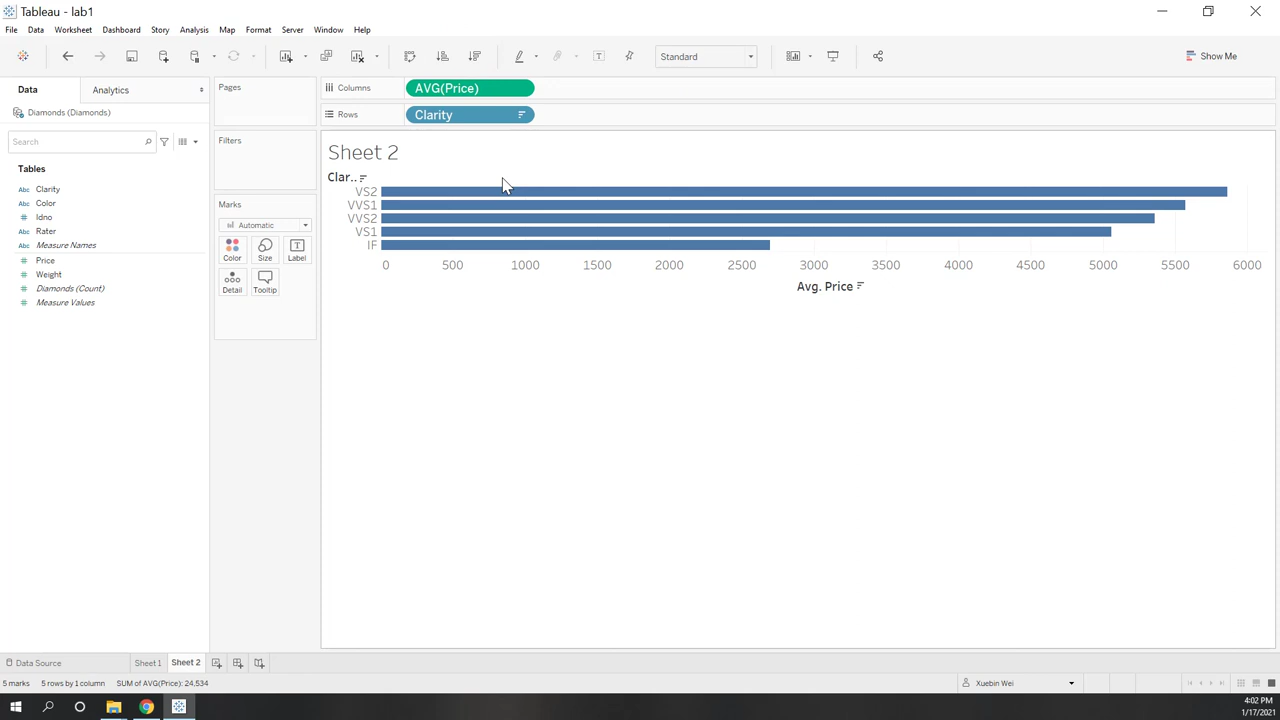 Tableau - lab1
File Data Worksheet Dashboard Story Analysis Map Format Server Window Help
Standard
Show Me
Data Analytics
Diamonds (Diamonds)
Search
Tables
Abc Clarity
Abc Color
Idno
Abc Rater
Abc Measure Names
Price
Weight
Diamonds (Count)
Measure Values
Pages
Filters
Marks
Automatic
Color Size Label
Detail Tooltip
Columns AVG(Price)
Rows Clarity
Sheet 2
Clar..
VS2
VVS1
VVS2
VS1
IF
0 500 1000 1500 2000 2500 3000 3500 4000 4500 5000 5500 6000
Avg. Price
Data Source Sheet 1 Sheet 2
5 marks 5 rows by 1 column SUM of AVG(Price): 24,534 Xuebin Wei
4:02 PM
1/17/2021